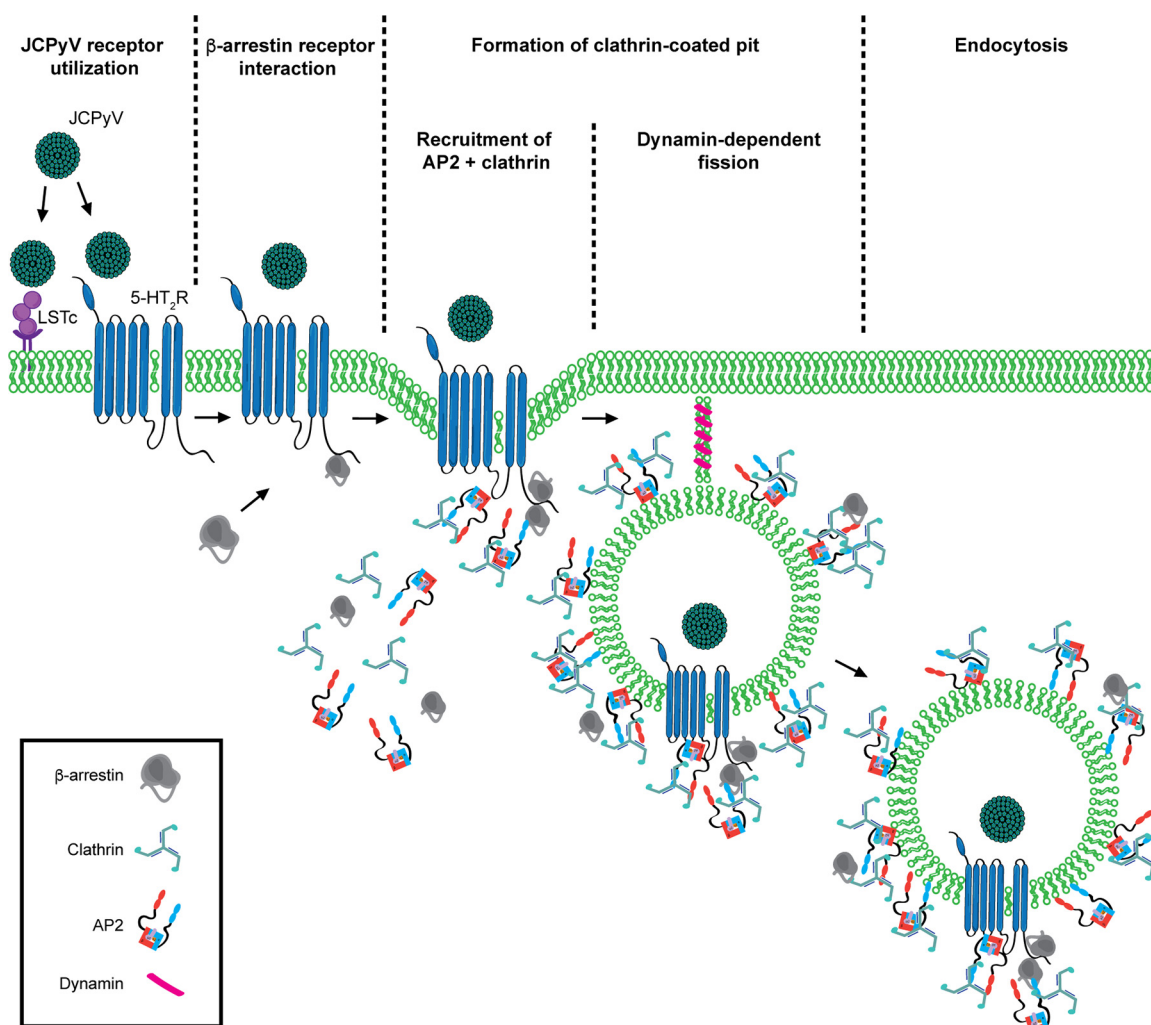 JCPyV receptor
utilization
β-arrestin receptor
interaction
Formation of clathrin-coated pit
Endocytosis
Recruitment of
AP2 + clathrin
Dynamin-dependent
fission
JCPyV
LSTc
5-HT₂R
β-arrestin
Clathrin
AP2
Dynamin